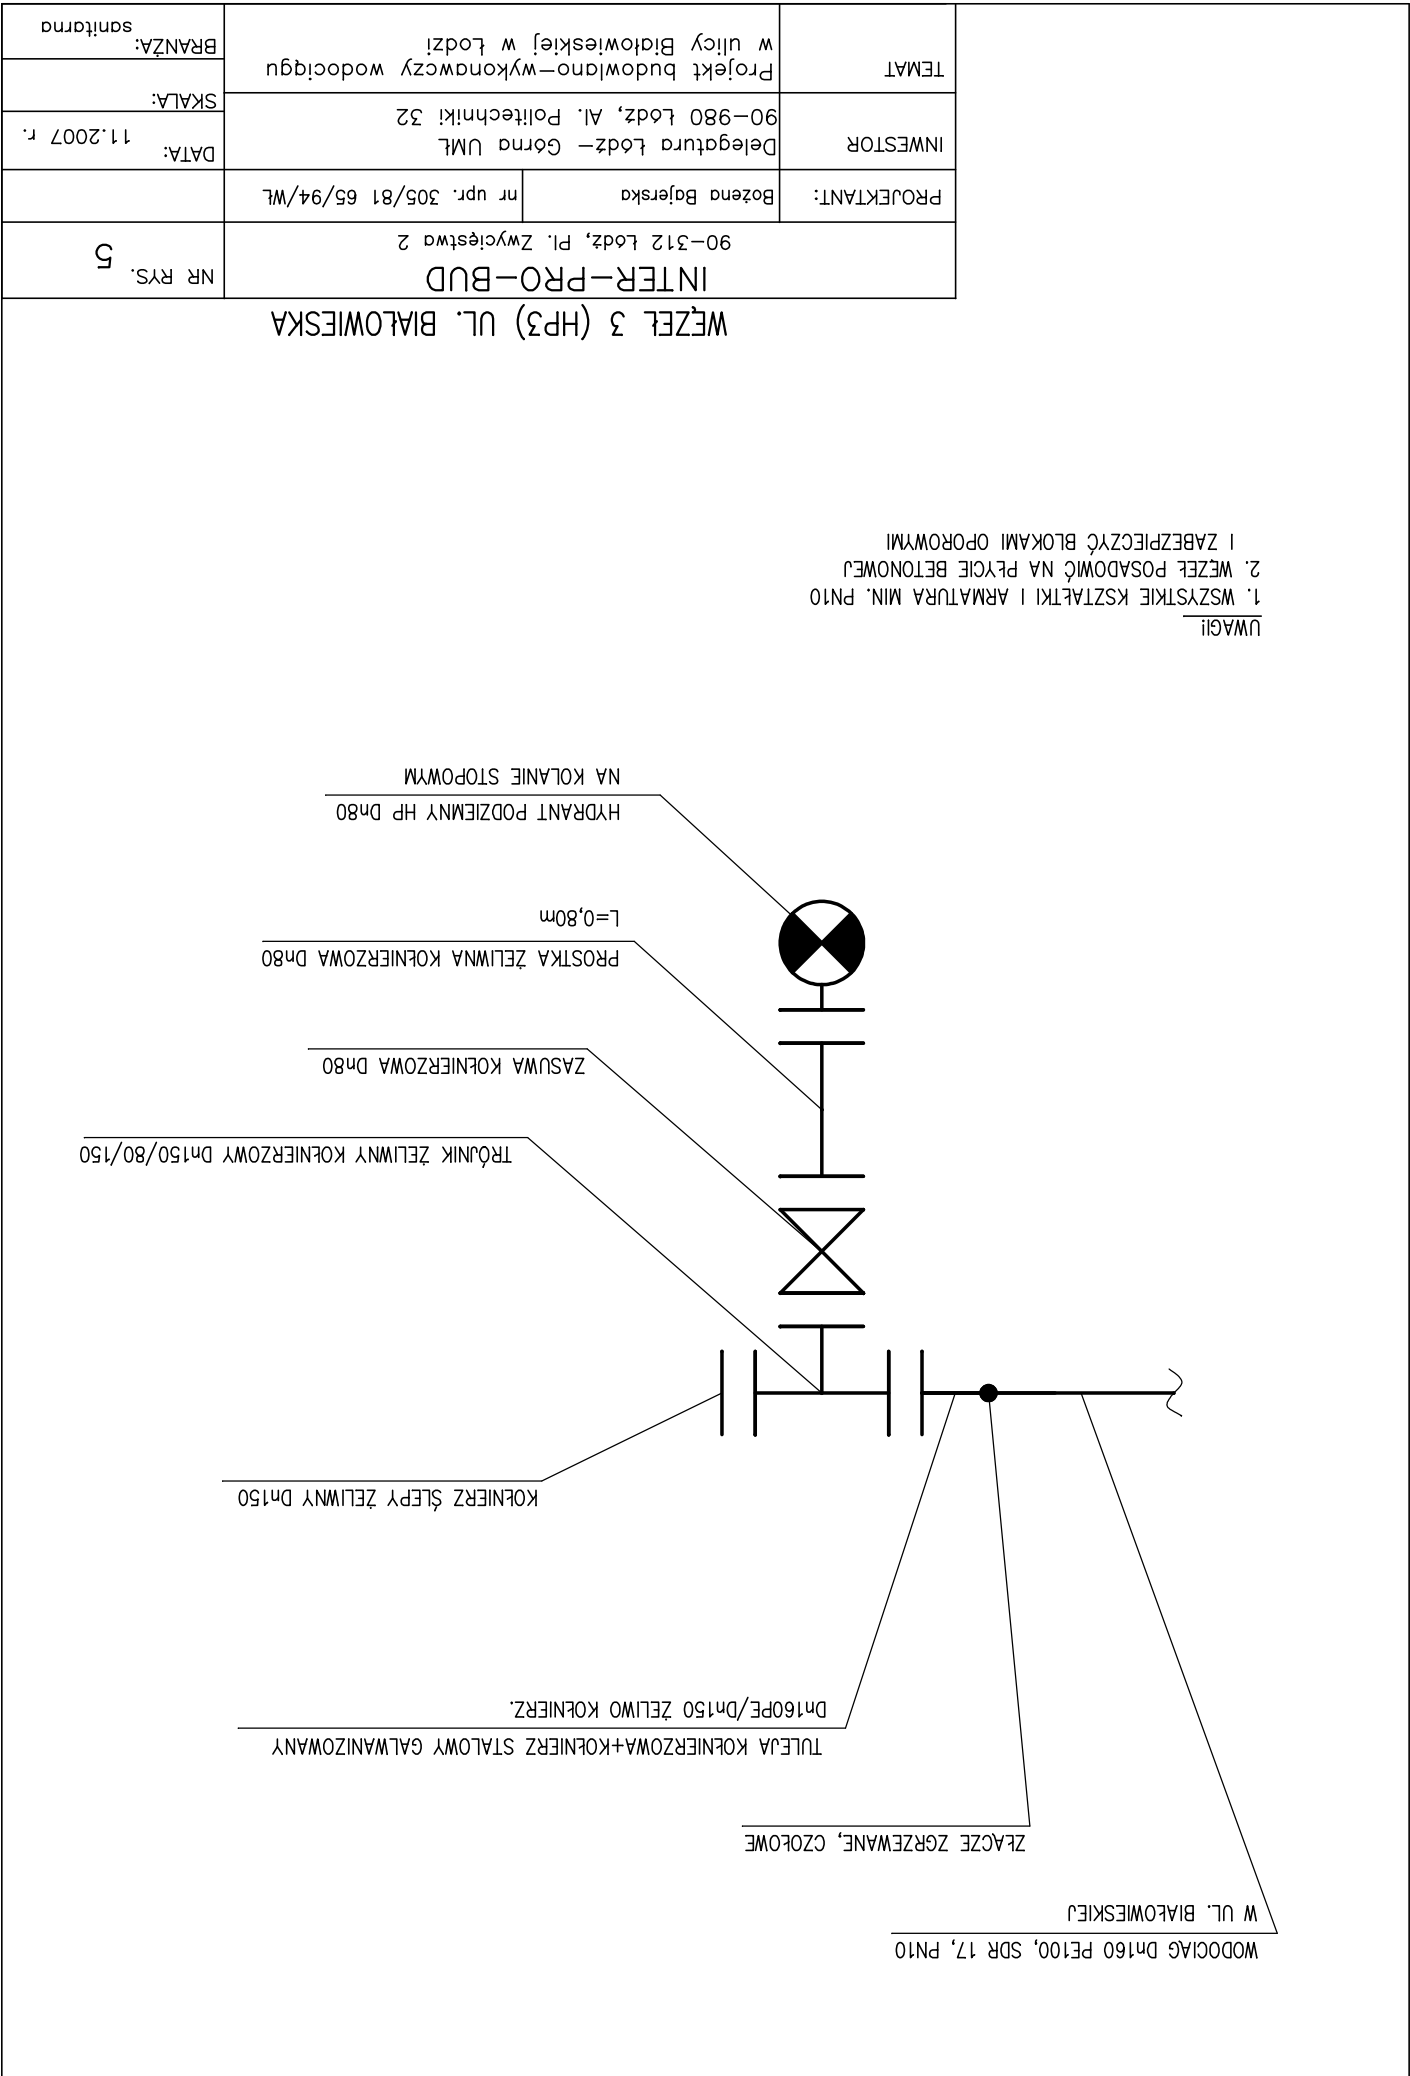 WODOCIĄG Dn160 PE100, SDR 17, PN10
W UL. BIAŁOWIESKIEJ
ZŁĄCZE ZGRZEWANE, CZOŁOWE
TULEJA KOŁNIERZOWA+KOŁNIERZ STALOWY GALWANIZOWANY
Dn160PE/Dn150 ŻELIWO KOŁNIERZ.
KOŁNIERZ ŚLEPY ŻELIWNY Dn150
TRÓJNIK ŻELIWNY KOŁNIERZOWY Dn150/80/150
ZASUWA KOŁNIERZOWA Dn80
PROSTKA ŻELIWNA KOŁNIERZOWA Dn80
L=0,80m
HYDRANT PODZIEMNY HP Dn80
NA KOLANIE STOPOWYM
UWAGI!
1. WSZYSTKIE KSZTAŁTKI I ARMATURA MIN. PN10
2. WĘZEŁ POSADOWIĆ NA PŁYCIE BETONOWEJ
I ZABEZPIECZYĆ BLOKAMI OPOROWYMI
WĘZEŁ 3 (HP3) UL. BIAŁOWIESKA
INTER-PRO-BUD
90-312 Łódź, Pl. Zwycięstwa 2
NR RYS. 5
PROJEKTANT:
Bożena Bajerska
nr upr. 305/81 65/94/WŁ
INWESTOR
Delegatura Łódź- Górna UMŁ
90-980 Łódź, Al. Politechniki 32
DATA: 11.2007 r.
SKALA:
TEMAT
Projekt budowlano-wykonawczy wodociągu
w ulicy Białowieskiej w Łodzi
BRANŻA:
sanitarna